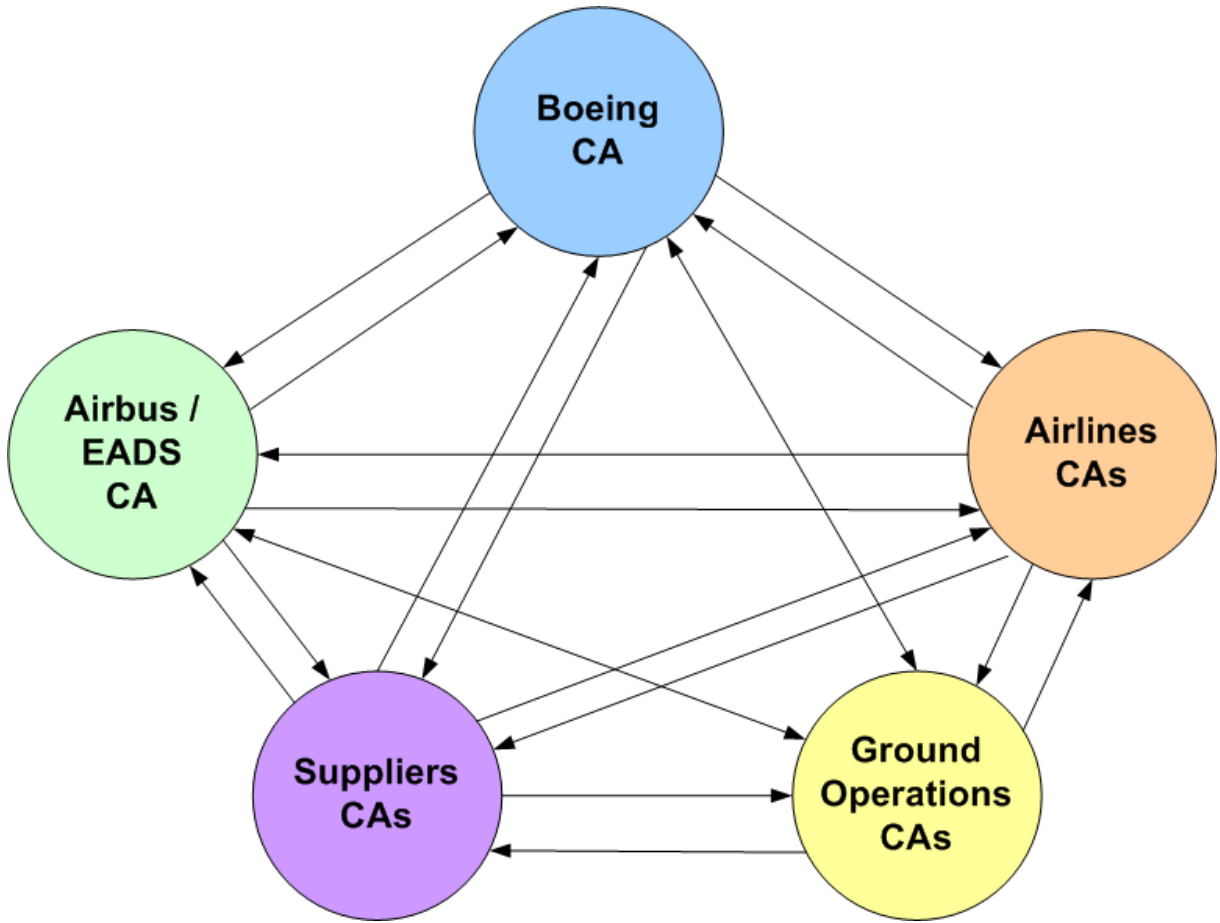 Boeing
CA
Airbus /
EADS
CA
Airlines
CAs
Suppliers
CAs
Ground
Operations
CAs